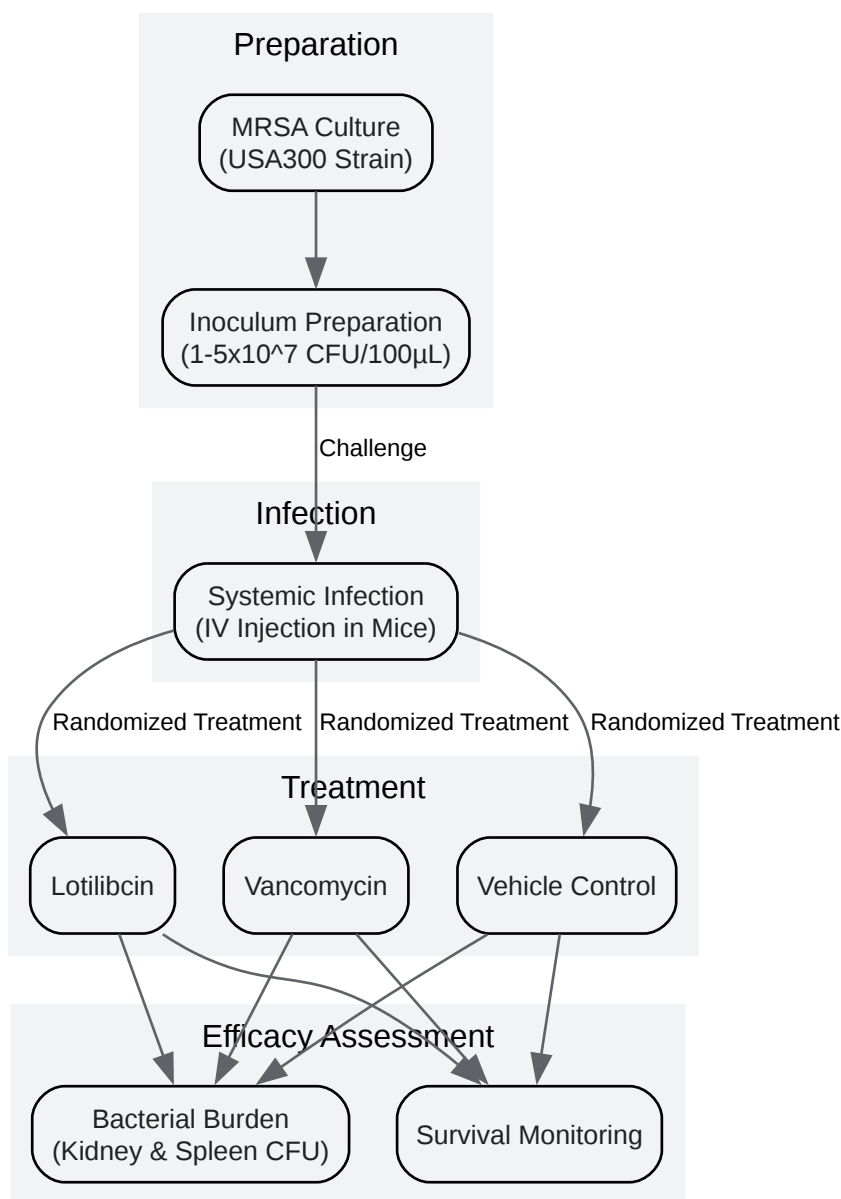 Preparation
MRSA Culture
(USA300 Strain)
Inoculum Preparation
(1-5x10^7 CFU/100µL)
Challenge
Infection
Systemic Infection
(IV Injection in Mice)
Randomized Treatment
Randomized Treatment
Randomized Treatment
Treatment
Lotilibcin
Vancomycin
Vehicle Control
Efficacy Assessment
Bacterial Burden
(Kidney & Spleen CFU)
Survival Monitoring